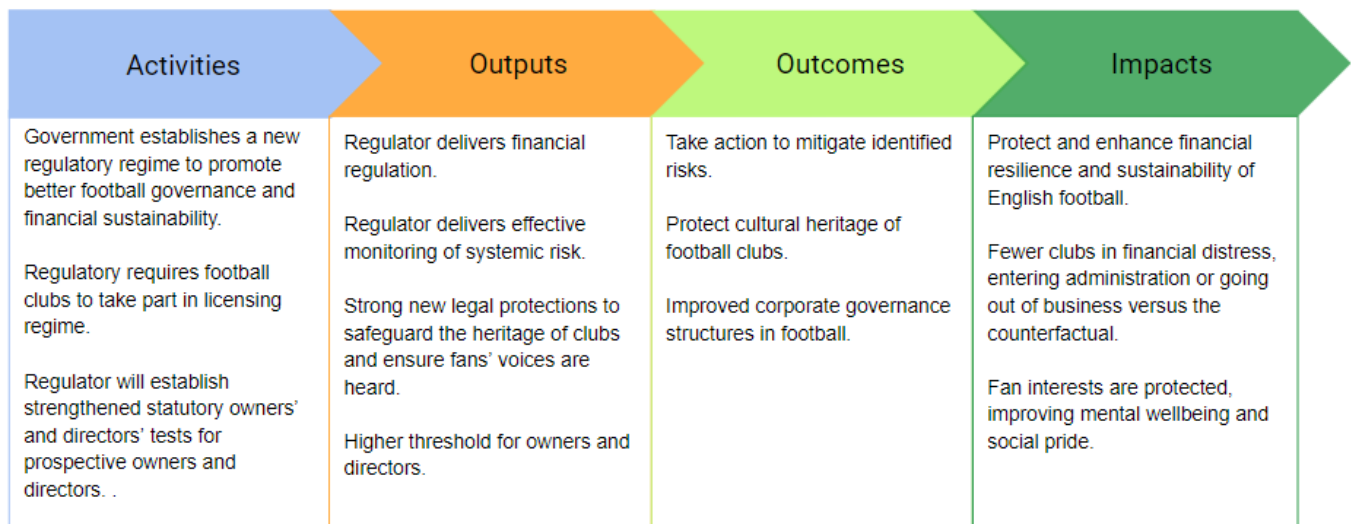 Activities
Outputs
Outcomes
Impacts
Government establishes a new
regulatory regime to promote
better football governance and
financial sustainability.
Regulatory requires football
clubs to take part in licensing
regime.
Regulator will establish
strengthened statutory owners’
and directors’ tests for
prospective owners and
directors. .
Regulator delivers financial
regulation.
Regulator delivers effective
monitoring of systemic risk.
Strong new legal protections to
safeguard the heritage of clubs
and ensure fans’ voices are
heard.
Higher threshold for owners and
directors.
Take action to mitigate identified
risks.
Protect cultural heritage of
football clubs.
Improved corporate governance
structures in football.
Protect and enhance financial
resilience and sustainability of
English football.
Fewer clubs in financial distress,
entering administration or going
out of business versus the
counterfactual.
Fan interests are protected,
improving mental wellbeing and
social pride.